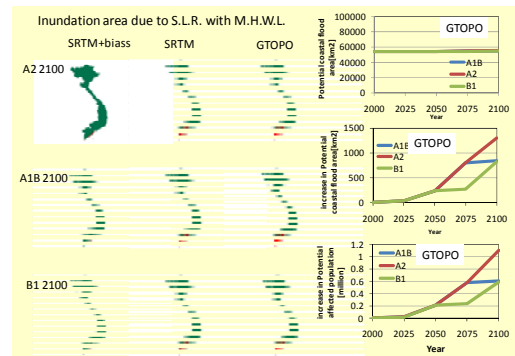 Inundation area due to S.L.R. with M.H.W.L.
SRTM+biass
SRTM
GTOPO
A2 2100
A1B 2100
B1 2100
Potential coastal flood
area[km2]
100000
80000
60000
40000
20000
0
GTOPO
A1B
A2
B1
2000 2025 2050 2075 2100
Year
increase in Potential
coastal flood area[km2]
1500
1000
500
0
A1B
A2
B1
GTOPO
2000 2025 2050 2075 2100
Year
increase in Potential
affected population
[million]
1.2
1
0.8
0.6
0.4
0.2
0
A1B
A2
B1
GTOPO
2000 2025 2050 2075 2100
Year